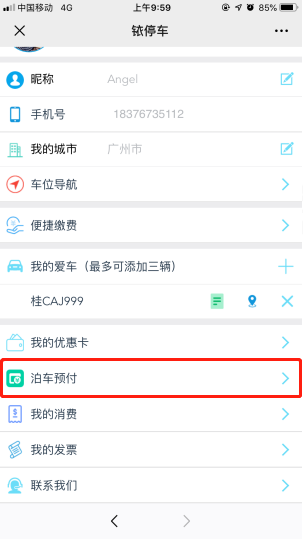 中国移动 4G 上午9:59 85%
铱停车
昵称 Angel
手机号 18376735112
我的城市 广州市
车位导航
便捷缴费
我的爱车（最多可添加三辆）
桂CAJ999
我的优惠卡
泊车预付
我的消费
我的发票
联系我们